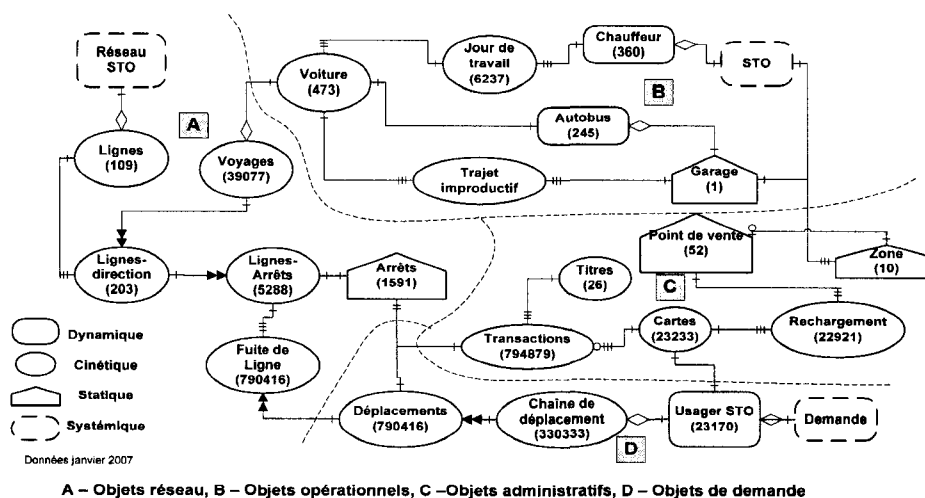 Réseau
STO
Lignes
(109)
A
Voyages
(39077)
Voiture
(473)
Jour de
travail
(6237)
Chauffeur
(360)
STO
B
Autobus
(245)
Trajet
improductif
Garage
(1)
Lignes-
direction
(203)
Lignes-
Arrêts
(5288)
Arrêts
(1591)
Titres
(26)
Point de vente
(52)
Zone
(10)
C
Transactions
(794879)
Cartes
(23233)
Rechargement
(22921)
Fuite de
Ligne
(790416)
Déplacements
(790416)
Chaîne de
déplacement
(330333)
D
Usager STO
(23170)
Demande
Dynamique
Cinétique
Statique
Systémique
Données janvier 2007
A – Objets réseau, B – Objets opérationnels, C –Objets administratifs, D – Objets de demande